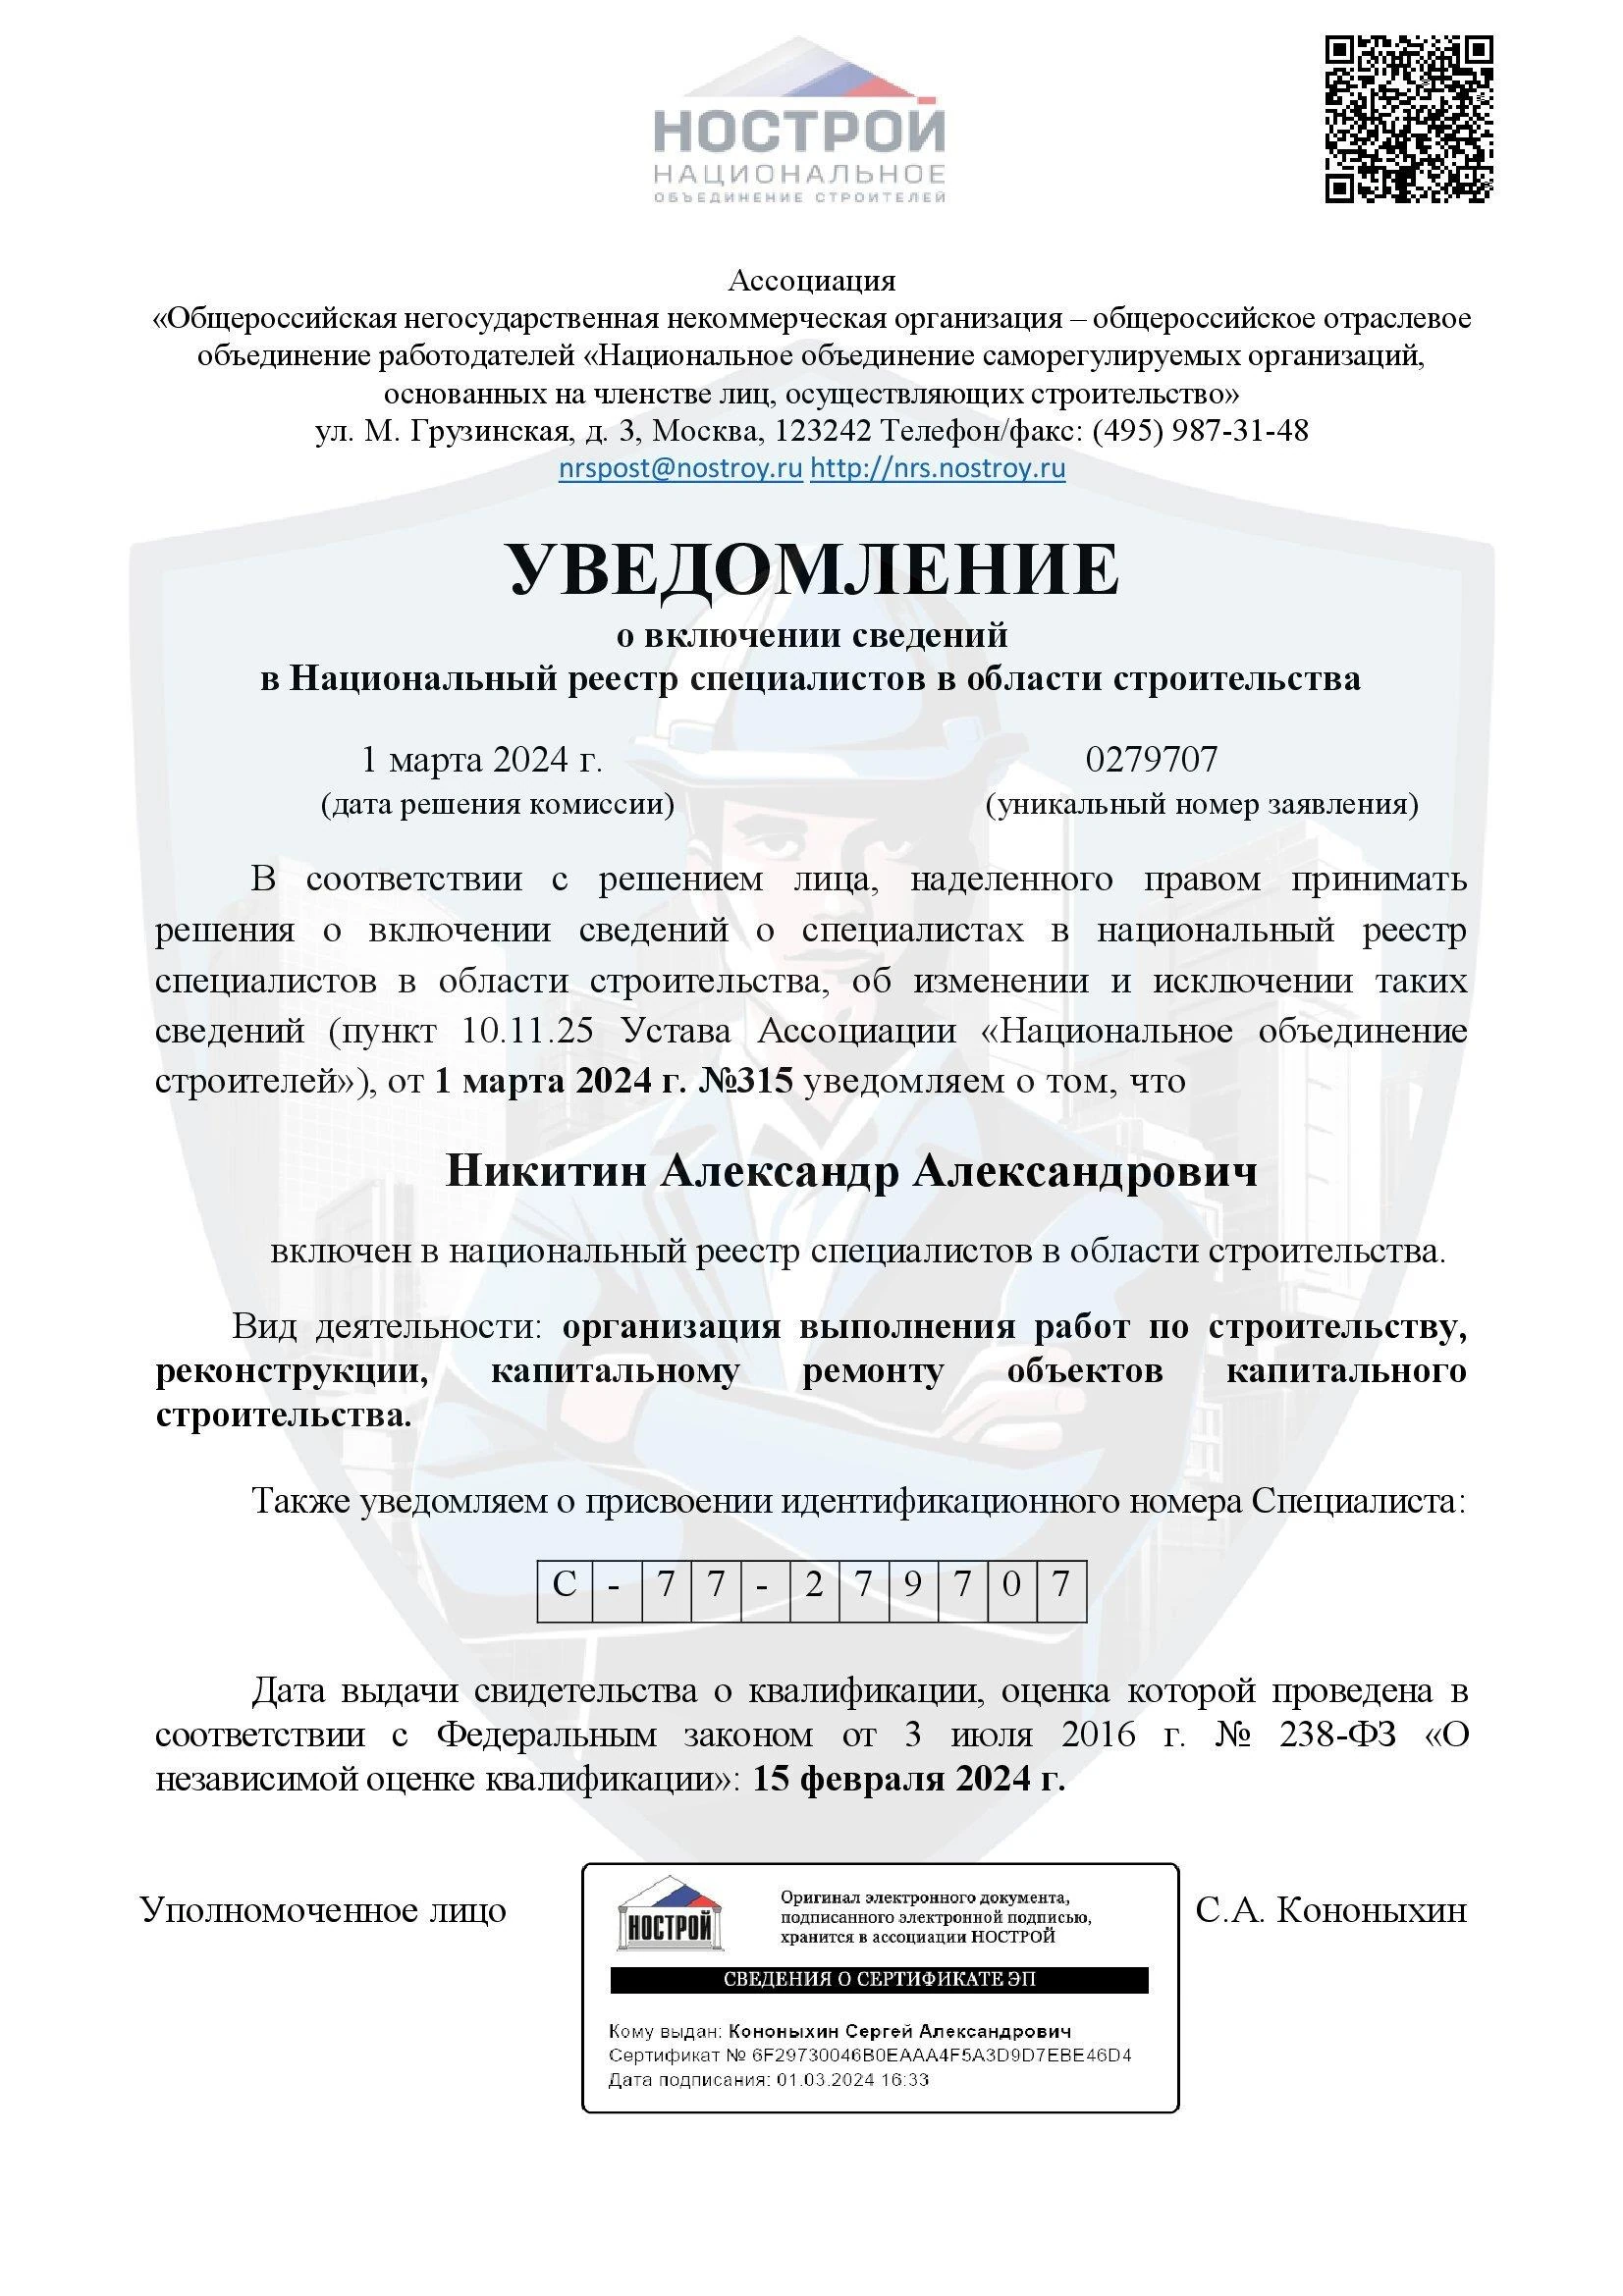 НОСТРОЙ
НАЦИОНАЛЬНОЕ
ОБЪЕДИНЕНИЕ СТРОИТЕЛЕЙ
Ассоциация
«Общероссийская негосударственная некоммерческая организация – общероссийское отраслевое
объединение работодателей «Национальное объединение саморегулируемых организаций,
основанных на членстве лиц, осуществляющих строительство»
ул. М. Грузинская, д. 3, Москва, 123242 Телефон/факс: (495) 987-31-48
nrspost@nostroy.ru http://nrs.nostroy.ru
УВЕДОМЛЕНИЕ
о включении сведений
в Национальный реестр специалистов в области строительства
1 марта 2024 г. 0279707
(дата решения комиссии) (уникальный номер заявления)
В соответствии с решением лица, наделенного правом принимать
решения о включении сведений о специалистах в национальный реестр
специалистов в области строительства, об изменении и исключении таких
сведений (пункт 10.11.25 Устава Ассоциации «Национальное объединение
строителей»), от 1 марта 2024 г. №315 уведомляем о том, что
Никитин Александр Александрович
включен в национальный реестр специалистов в области строительства.
Вид деятельности: организация выполнения работ по строительству,
реконструкции, капитальному ремонту объектов капитального
строительства.
Также уведомляем о присвоении идентификационного номера Специалиста:
С - 7 7 - 2 7 9 7 0 7
Дата выдачи свидетельства о квалификации, оценка которой проведена в
соответствии с Федеральным законом от 3 июля 2016 г. № 238-ФЗ «О
независимой оценке квалификации»: 15 февраля 2024 г.
Уполномоченное лицо
НОСТРОЙ
Оригинал электронного документа,
подписанного электронной подписью,
хранится в ассоциации НОСТРОЙ
СВЕДЕНИЯ О СЕРТИФИКАТЕ ЭП
Кому выдан: Кононыхин Сергей Александрович
Сертификат № 6F29730046B0EAAA4F5A3D9D7EBE46D4
Дата подписания: 01.03.2024 16:33
С.А. Кононыхин